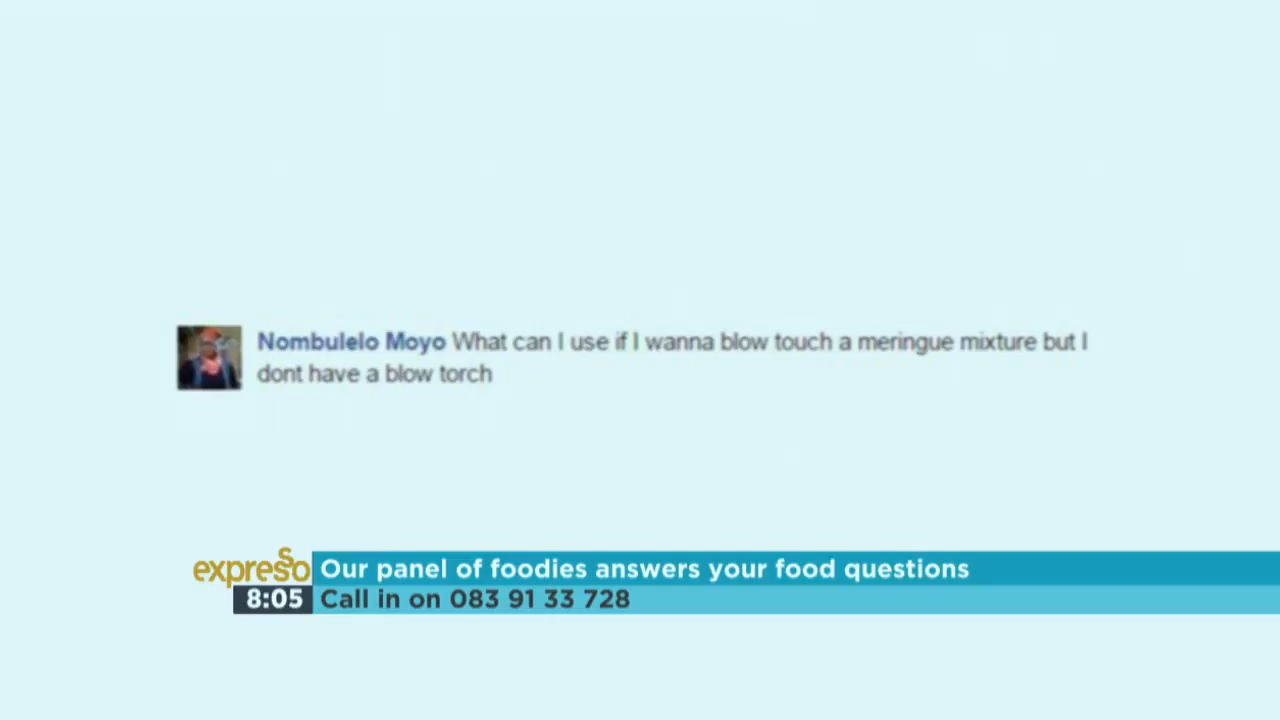 Nombulelo Moyo What can I use if I wanna blow touch a meringue mixture but I
dont have a blow torch
expresso
Our panel of foodies answers your food questions
8:05
Call in on 083 91 33 728